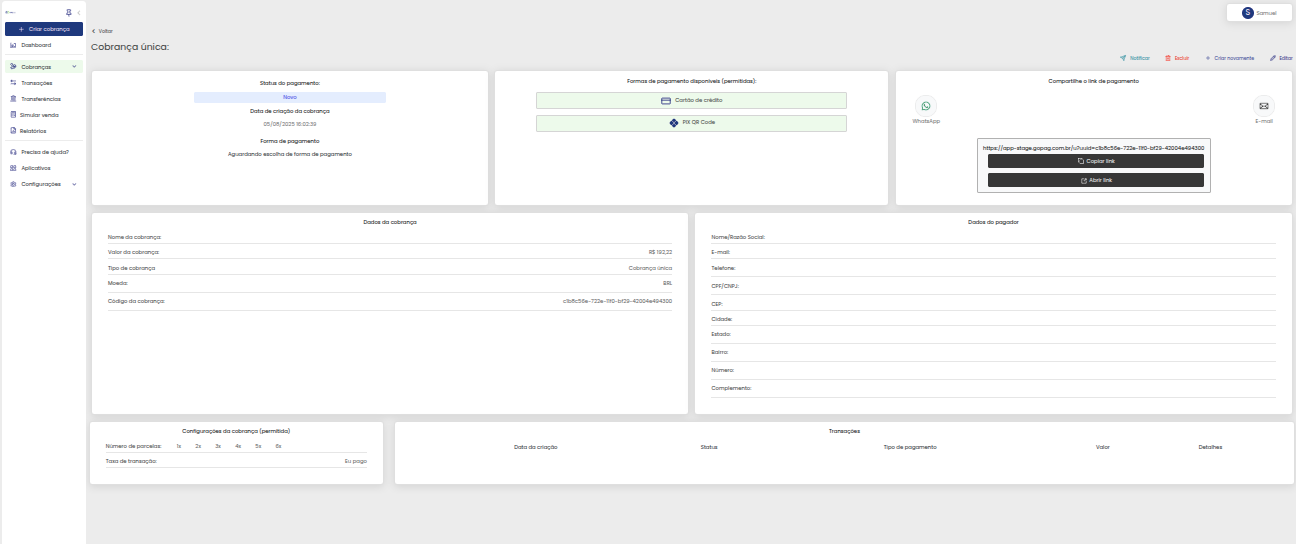 Samuel
Criar cobrança
Dashboard
Cobranças
Transações
Transferências
Simular venda
Relatórios
Precisa de ajuda?
Aplicativos
Configurações
Voltar
Cobrança única:
Notificar
Excluir
Criar novamente
Editar
Status do pagamento:
Novo
Data de criação da cobrança
05/08/2025 16:02:39
Forma de pagamento
Aguardando escolha de forma de pagamento
Formas de pagamento disponíveis (permitidas):
Cartão de crédito
PIX QR Code
Compartilhe o link de pagamento
WhatsApp
E-mail
https://app-stage.gopag.com.br/u?uuid=c1b8c56e-722e-11f0-bf29-42004e494300
Copiar link
Abrir link
Dados da cobrança
Nome da cobrança:
Valor da cobrança: R$ 192,22
Tipo de cobrança Cobrança única
Moeda: BRL
Código da cobrança: c1b8c56e-722e-11f0-bf29-42004e494300
Dados do pagador
Nome/Razão Social:
E-mail:
Telefone:
CPF/CNPJ:
CEP:
Cidade:
Estado:
Bairro:
Número:
Complemento:
Configurações da cobrança (permitida)
Número de parcelas: 1x 2x 3x 4x 5x 6x
Taxa de transação: Eu pago
Transações
Data da criação Status Tipo de pagamento Valor Detalhes